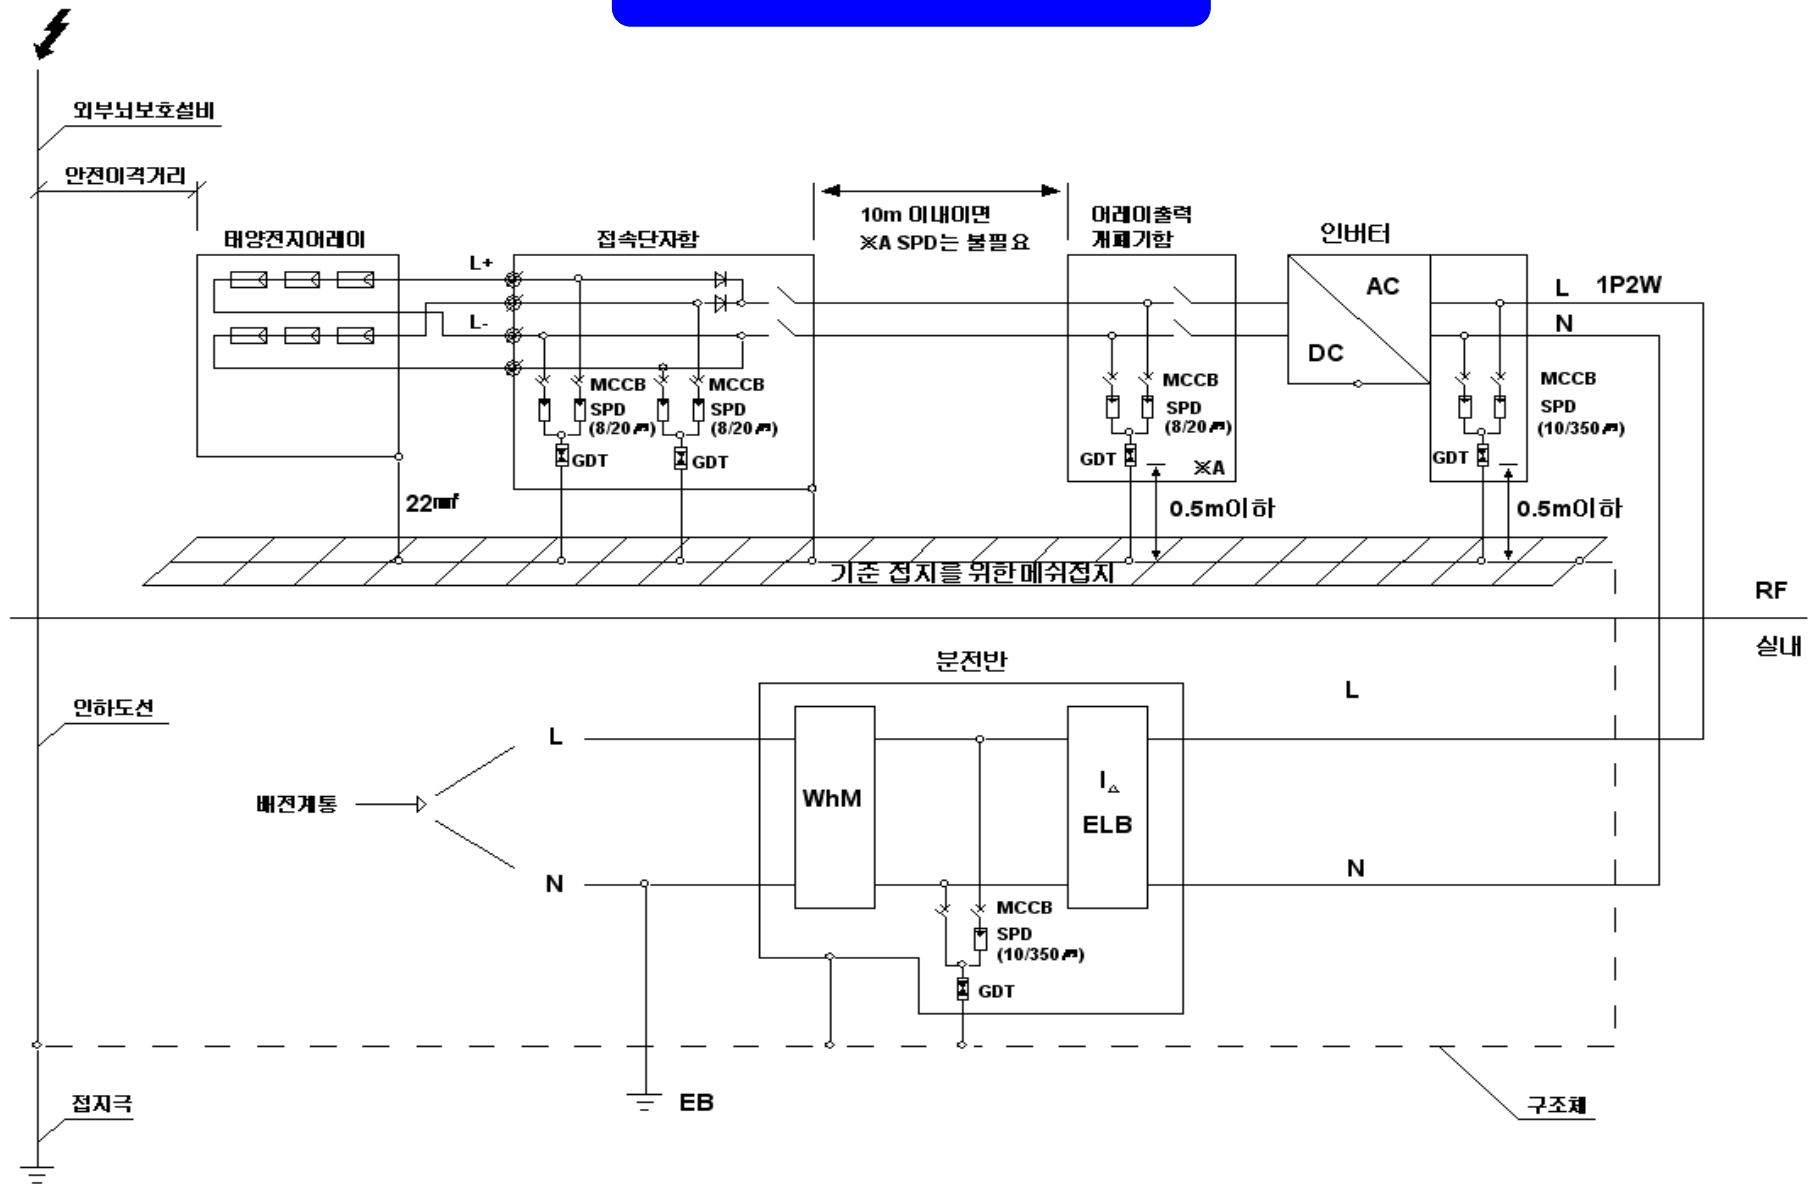 외부뇌보호설비
안전이격거리
태양전지어레이
접속단자함
10m 이내이면
※A SPD는 불필요
어레이출력
개폐기함
인버터
L+
L-
AC
DC
L 1P2W
N
MCCB
SPD
(8/20㎲)
GDT
MCCB
SPD
(8/20㎲)
GDT
MCCB
SPD
(8/20㎲)
GDT
※A
MCCB
SPD
(10/350㎲)
GDT
22㎟
0.5m이하
0.5m이하
기준 접지를 위한 메쉬접지
RF
실내
분전반
인하도선
L
L
배전계통
WhM
I△
ELB
N
N
MCCB
SPD
(10/350㎲)
GDT
EB
접지극
구조체